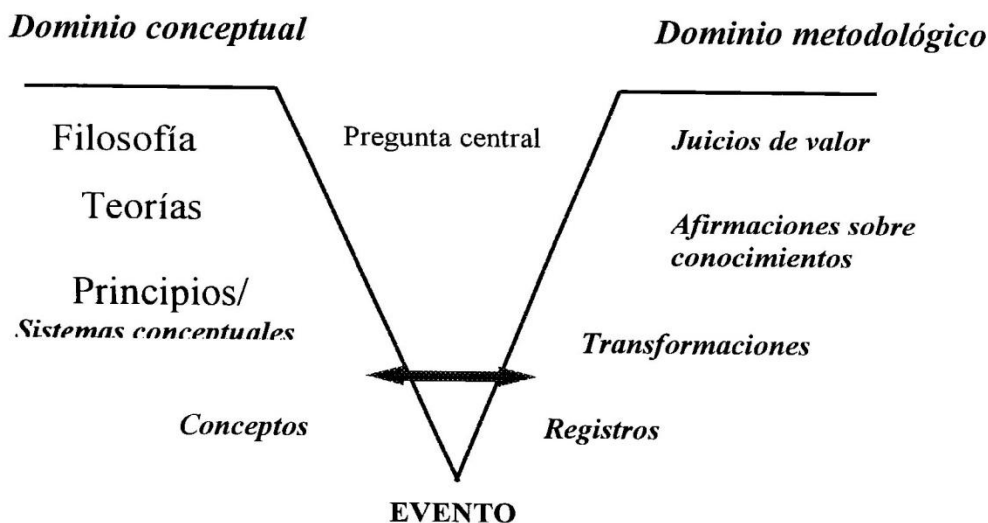 Dominio conceptual
Dominio metodológico
Filosofía
Pregunta central
Juicios de valor
Teorías
Afirmaciones sobre
conocimientos
Principios/
Sistemas conceptuales
Transformaciones
Conceptos
Registros
EVENTO